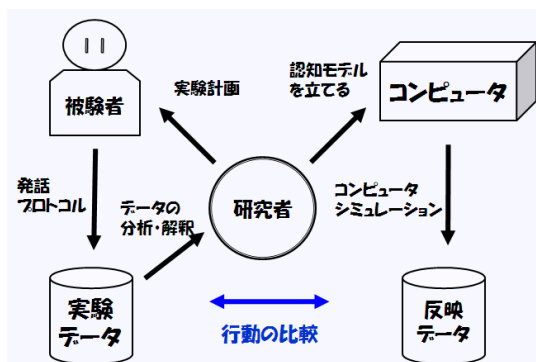 被験者
実験計画
認知モデル
を立てる
コンピュータ
発話
プロトコル
データの
分析・解釈
研究者
コンピュータ
シミュレーション
実験
データ
行動の比較
反映
データ